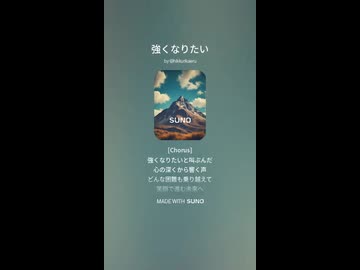 強くなりたい
SUNO
[Chorus]
強くなりたいと叫ぶんだ
心の深くから響く声
どんな困難も乗り越えて
笑顔で進む未来へ
MADE WITH SUNO